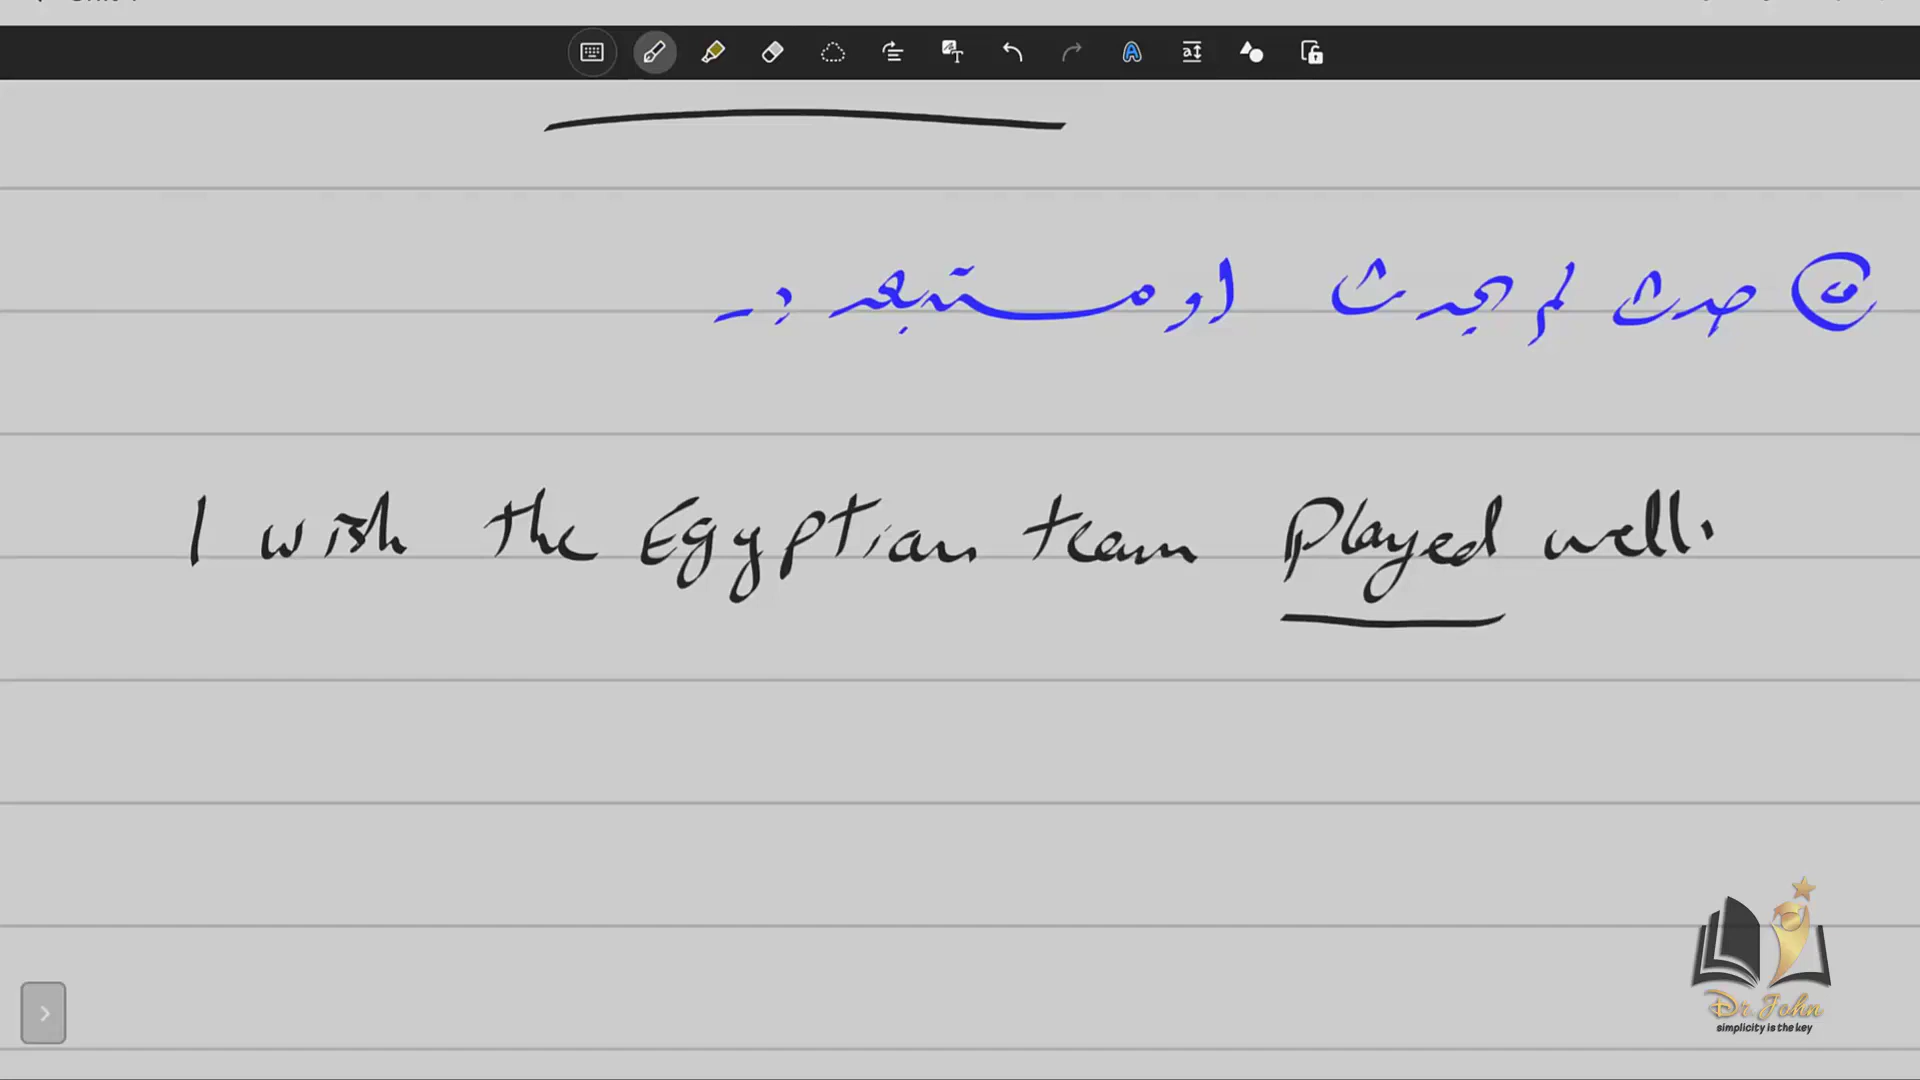 حدث لم يحدث او مستبعد :-
I wish the Egyptian team played well.
Dr. John
simplicity is the key